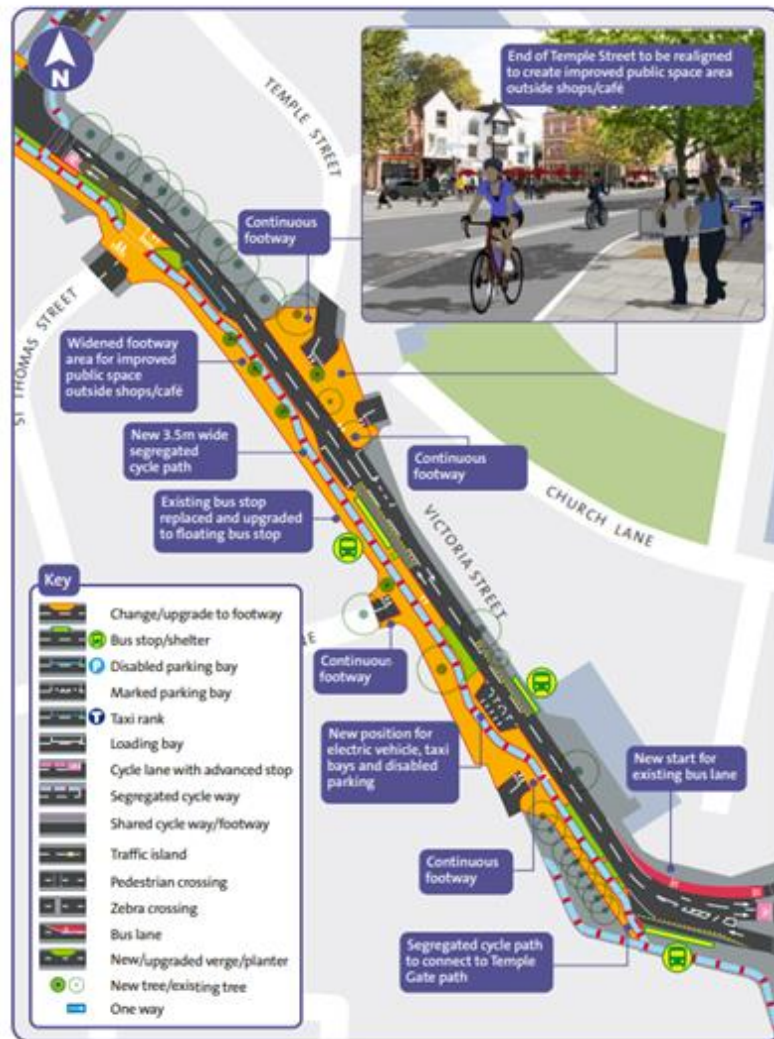 N
TEMPLE STREET
End of Temple Street to be realigned
to create improved public space area
outside shops/café
Continuous
footway
ST THOMAS STREET
Widened footway
area for improved
public space
outside shops/café
New 3.5m wide
segregated
cycle path
Continuous
footway
Existing bus stop
replaced and upgraded
to floating bus stop
CHURCH LANE
VICTORIA STREET
Continuous
footway
New position for
electric vehicle, taxi
bays and disabled
parking
New start for
existing bus lane
Continuous
footway
Segregated cycle path
to connect to Temple
Gate path
Key
Change/upgrade to footway
Bus stop/shelter
Disabled parking bay
Marked parking bay
T Taxi rank
Loading bay
Cycle lane with advanced stop
Segregated cycle way
Shared cycle way/footway
Traffic island
Pedestrian crossing
Zebra crossing
Bus lane
New/upgraded verge/planter
New tree/existing tree
One way